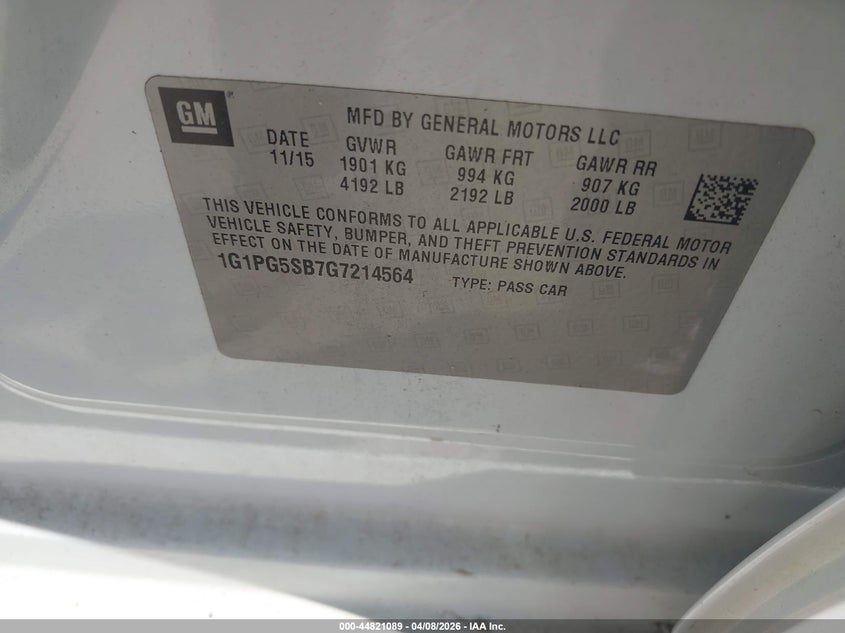 GM
MFD BY GENERAL MOTORS LLC
DATE GVWR GAWR FRT GAWR RR
11/15 1901 KG 994 KG 907 KG
4192 LB 2192 LB 2000 LB
THIS VEHICLE CONFORMS TO ALL APPLICABLE U.S. FEDERAL MOTOR
VEHICLE SAFETY, BUMPER, AND THEFT PREVENTION STANDARDS IN
EFFECT ON THE DATE OF MANUFACTURE SHOWN ABOVE.
1G1PG5SB7G7214564 TYPE: PASS CAR
000-44821089 - 04/08/2026 - IAA Inc.